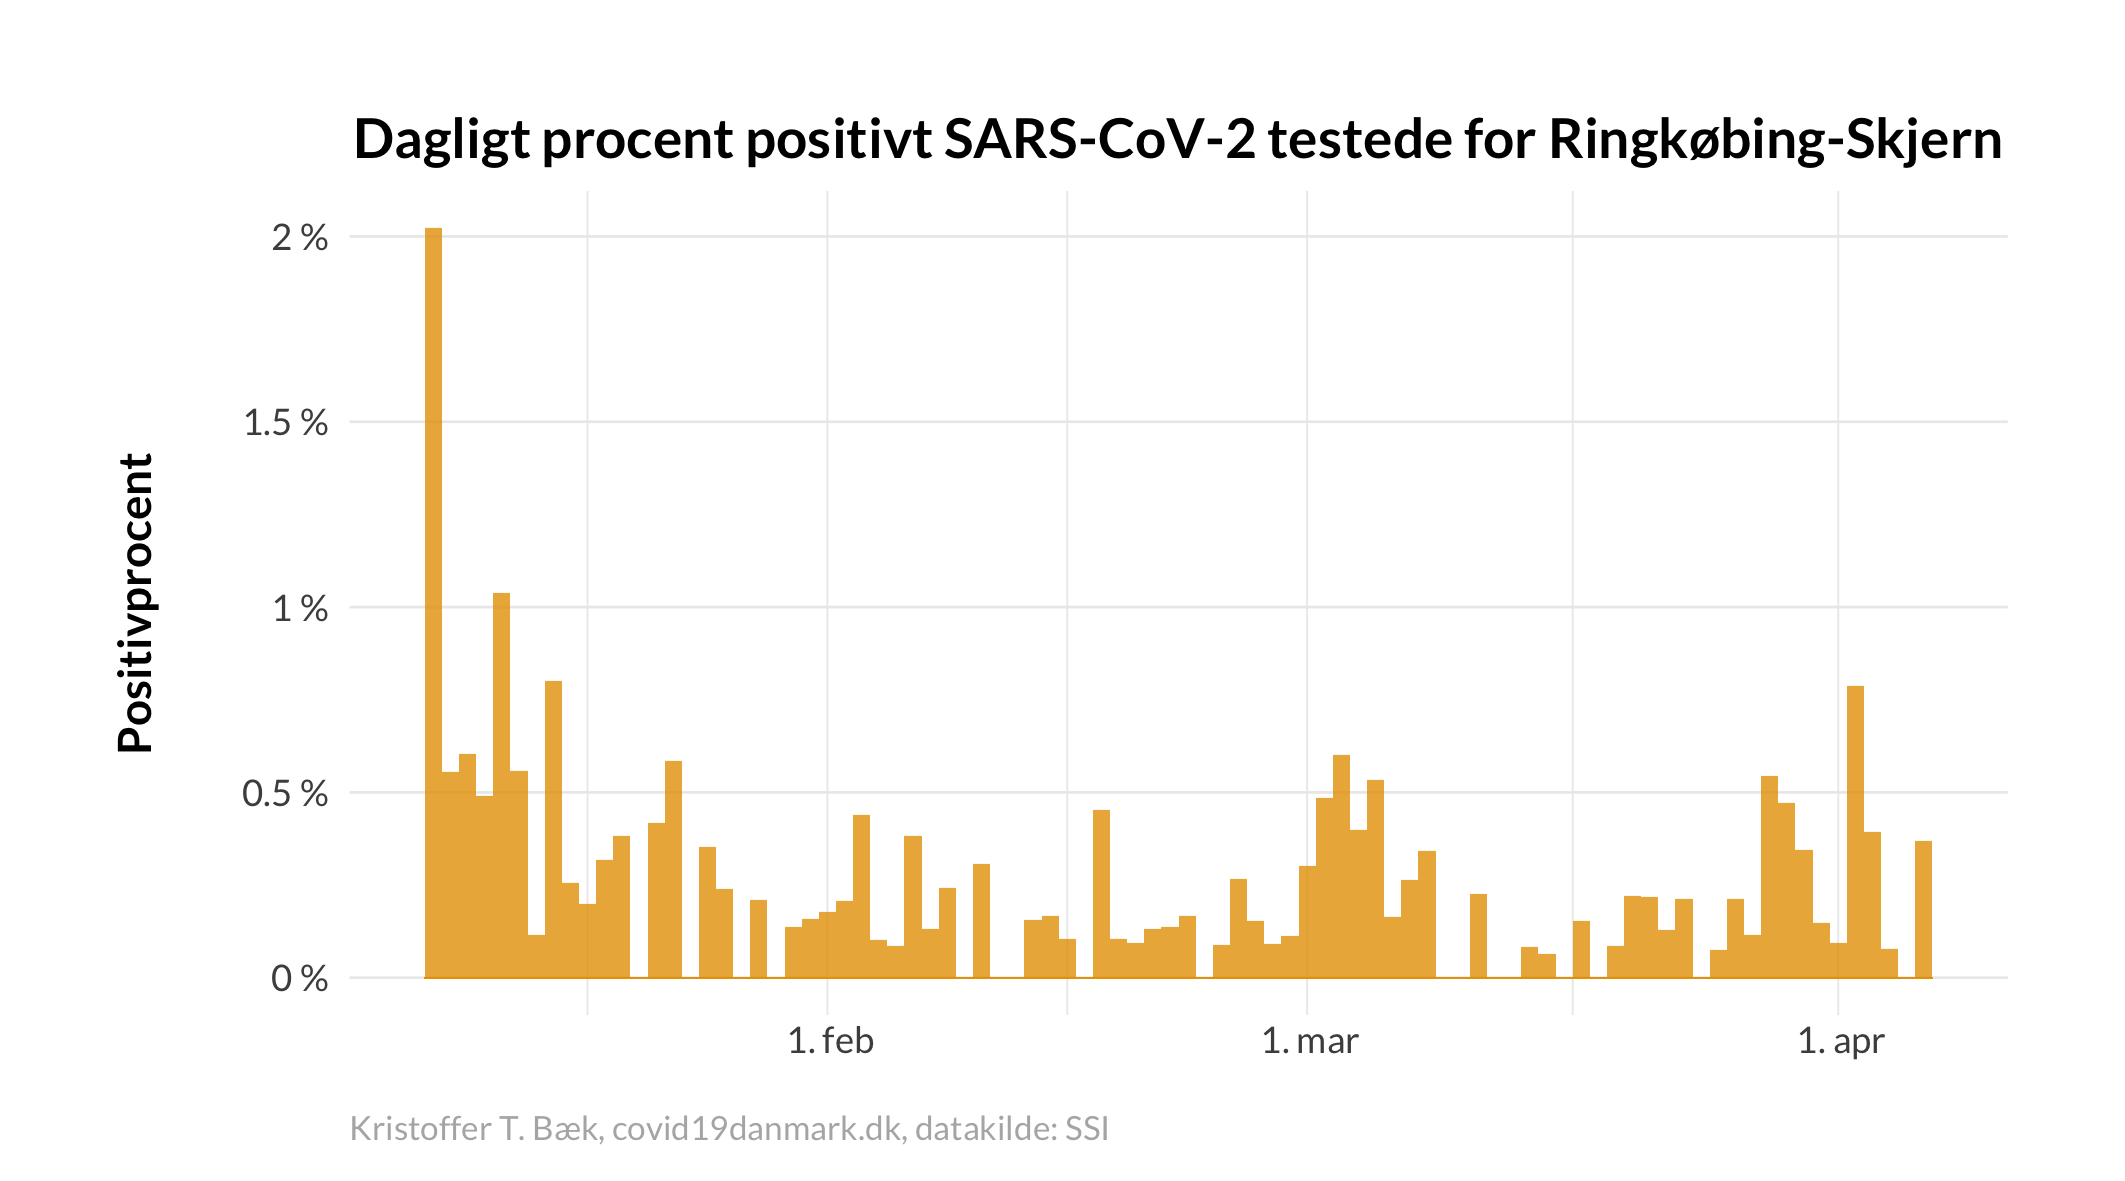 Dagligt procent positivt SARS-CoV-2 testede for Ringkøbing-Skjern
Positivprocent
2 %
1.5 %
1 %
0.5 %
0 %
1. feb
1. mar
1. apr
Kristoffer T. Bæk, covid19danmark.dk, datakilde: SSI